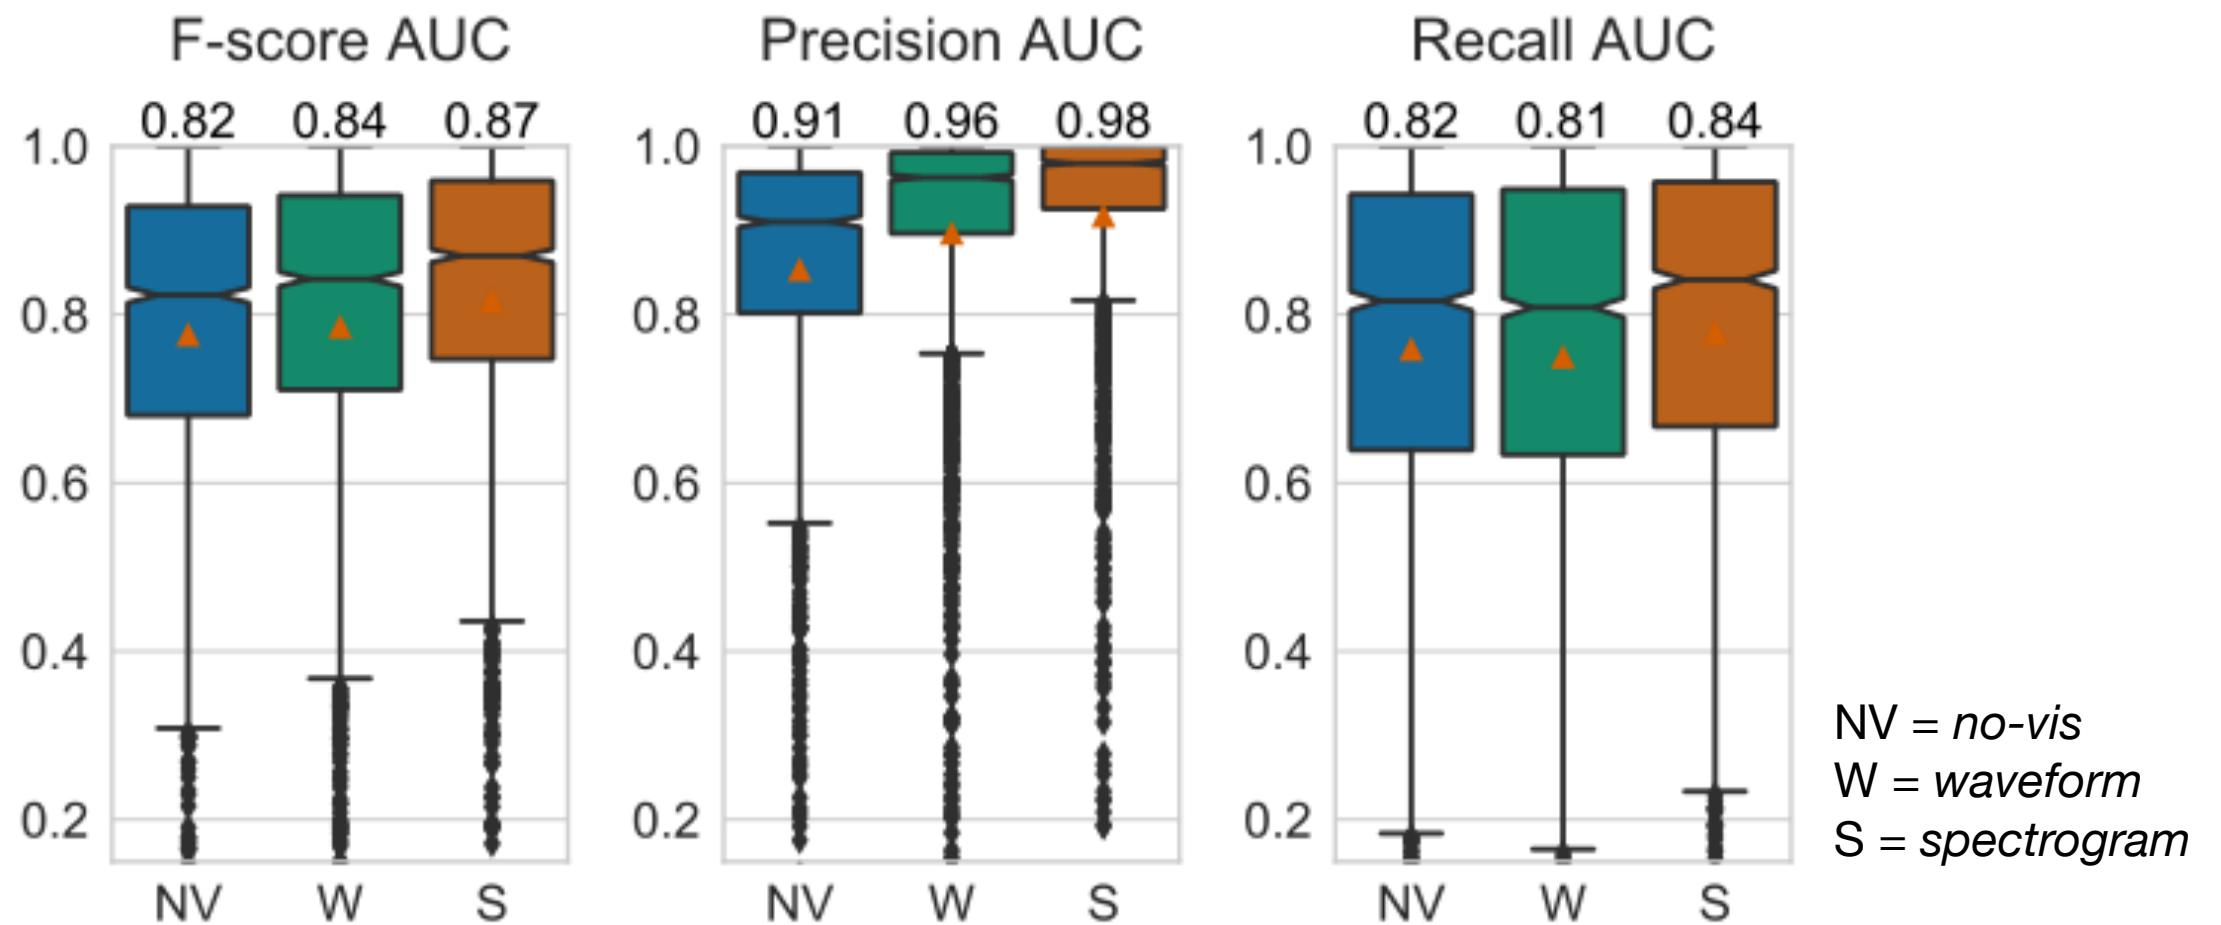 F-score AUC
Precision AUC
Recall AUC
0.82 0.84 0.87
0.91 0.96 0.98
0.82 0.81 0.84
1.0
0.8
0.6
0.4
0.2
NV W S
1.0
0.8
0.6
0.4
0.2
NV W S
1.0
0.8
0.6
0.4
0.2
NV W S
NV = no-vis
W = waveform
S = spectrogram